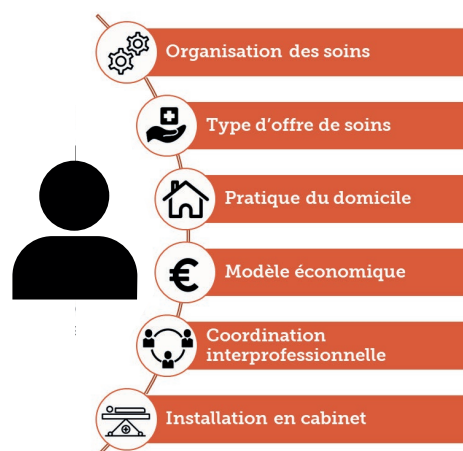 Organisation des soins
Type d'offre de soins
Pratique du domicile
€
Modèle économique
Coordination
interprofessionnelle
Installation en cabinet